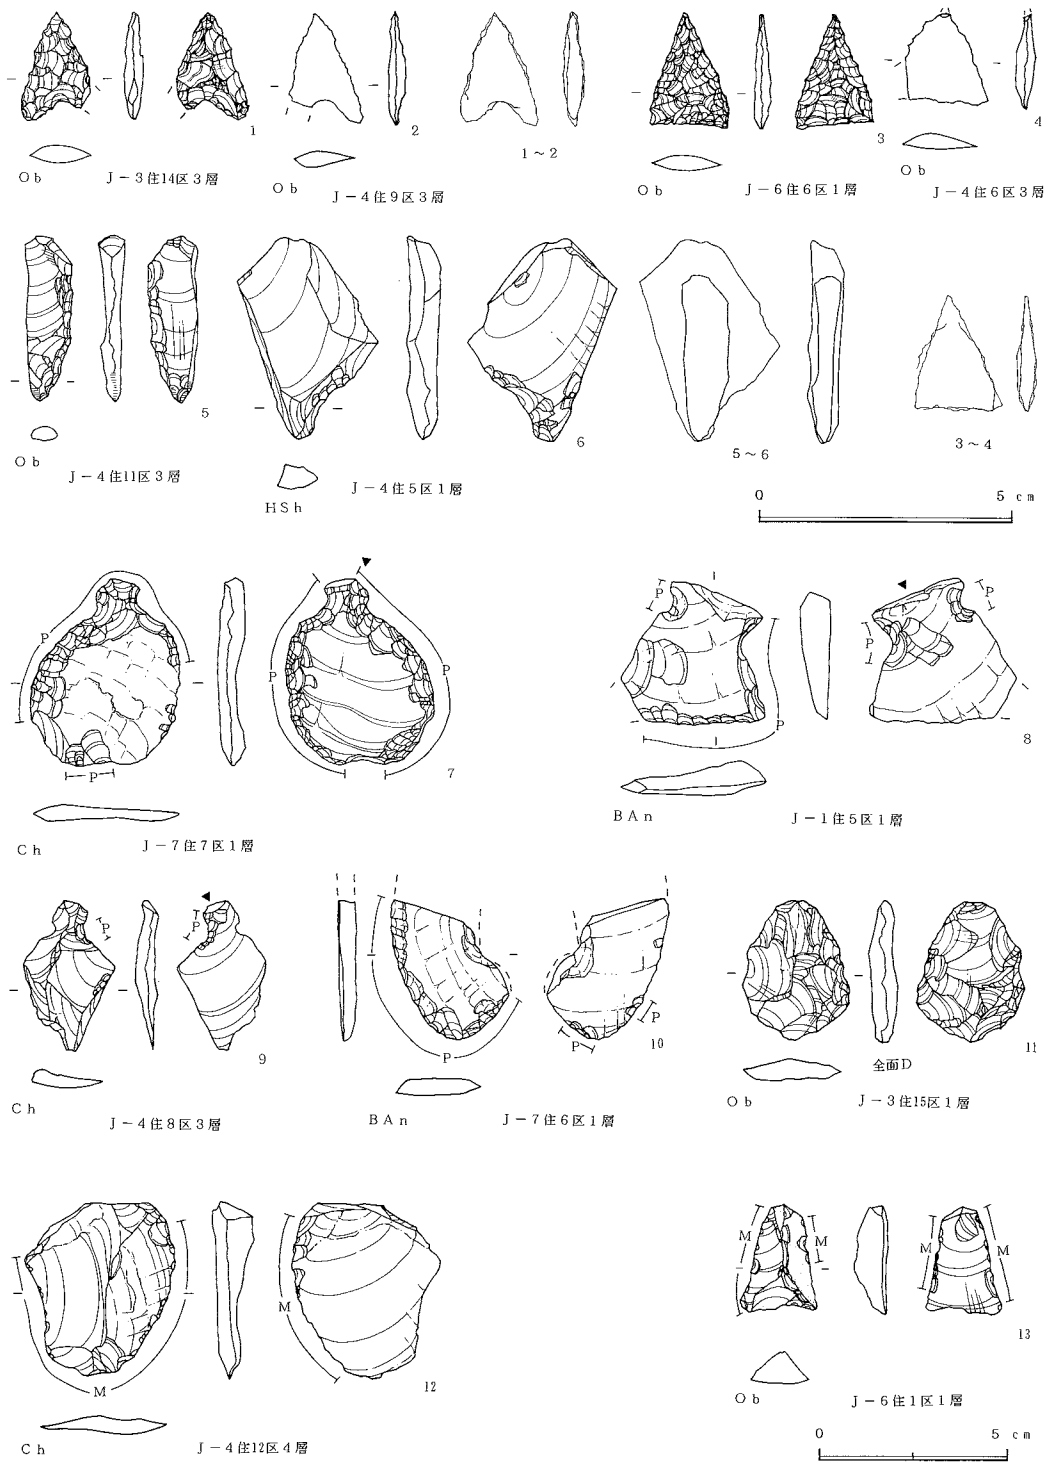 1
Ob
J－3住14区3層
2
Ob
J－4住9区3層
1～2
3
Ob
J－6住6区1層
4
Ob
J－4住6区3層
5
Ob
J－4住11区3層
6
HSh
J－4住5区1層
5～6
3～4
0 5 cm
P
P
P
P
7
Ch
J－7住7区1層
P
P
P
P
8
BAn
J－1住5区1層
P
P
9
Ch
J－4住8区3層
P
P
P
10
BAn
J－7住6区1層
11
全面D
Ob
J－3住15区1層
M
M
12
Ch
J－4住12区4層
M
M
M
M
13
Ob
J－6住1区1層
0 5 cm